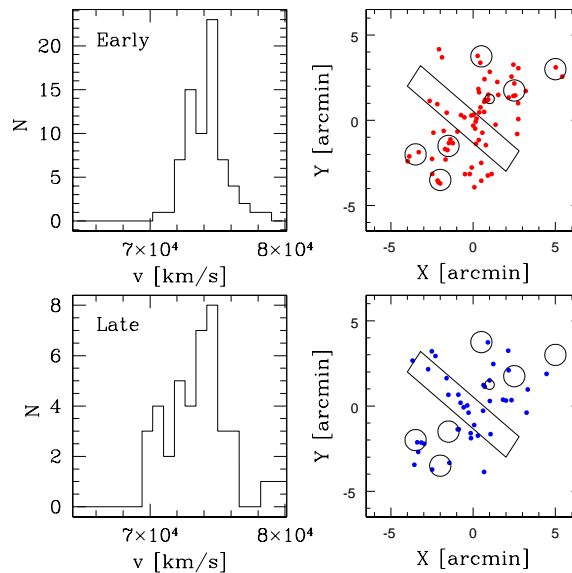 20
15
10
5
0
Early
N
7×10⁴ 8×10⁴
v [km/s]
5
0
-5
Y [arcmin]
-5 0 5
X [arcmin]
8
6
4
2
0
Late
N
7×10⁴ 8×10⁴
v [km/s]
5
0
-5
Y [arcmin]
-5 0 5
X [arcmin]